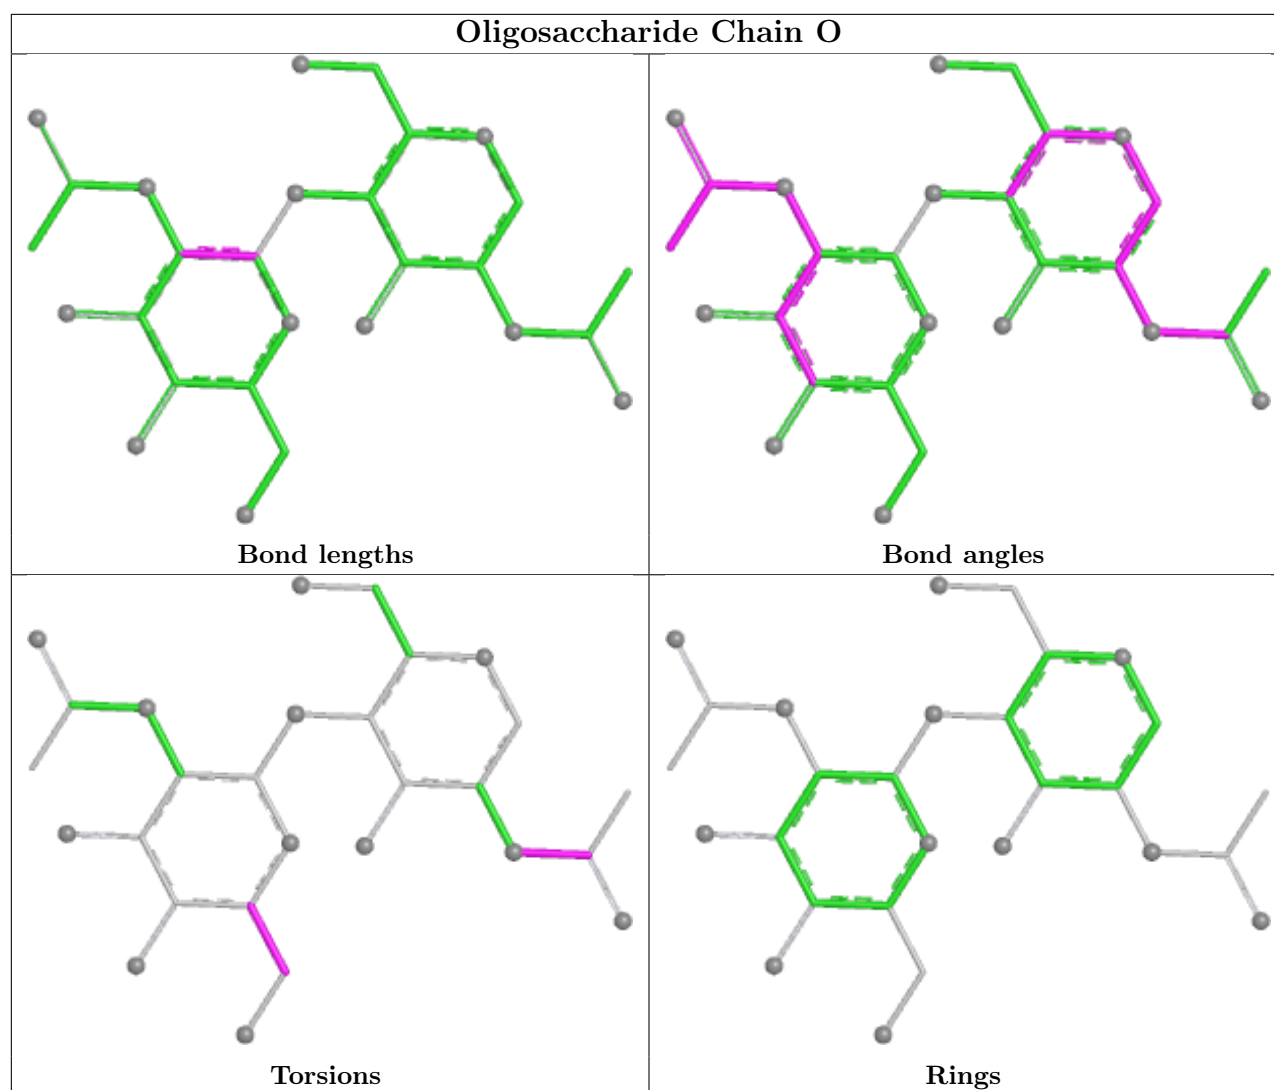 Oligosaccharide Chain O
Bond lengths
Bond angles
Torsions
Rings